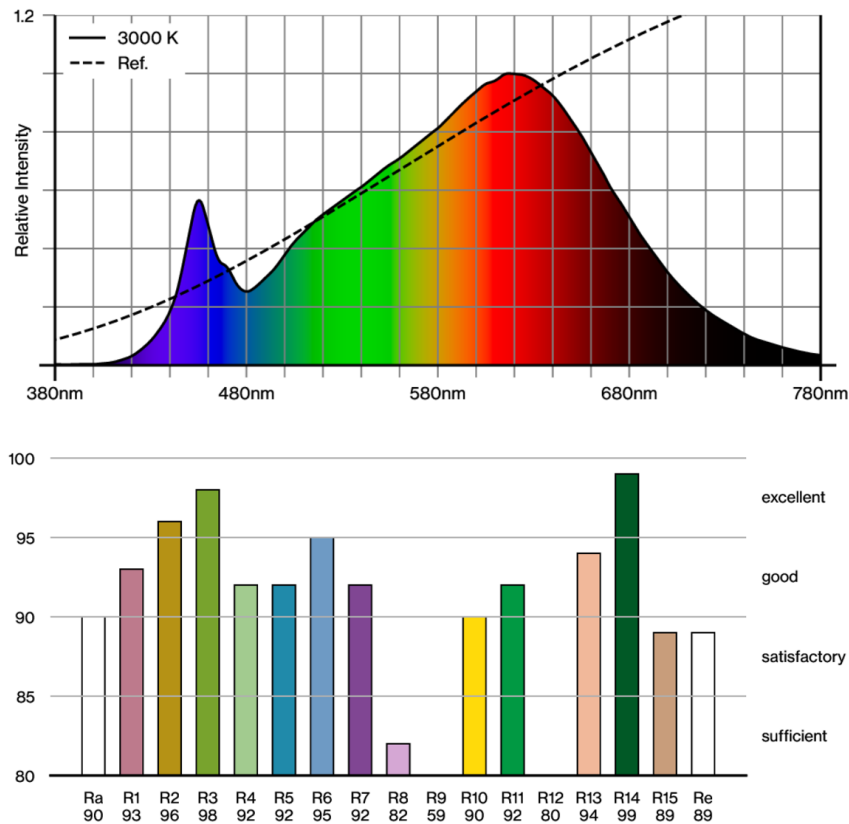 1.2
3000 K
Ref.
Relative Intensity
380nm 480nm 580nm 680nm 780nm
100
excellent
95
good
90
satisfactory
85
sufficient
80
Ra R1 R2 R3 R4 R5 R6 R7 R8 R9 R10 R11 R12 R13 R14 R15 Re
90 93 96 98 92 92 95 92 82 59 90 92 80 94 99 89 89